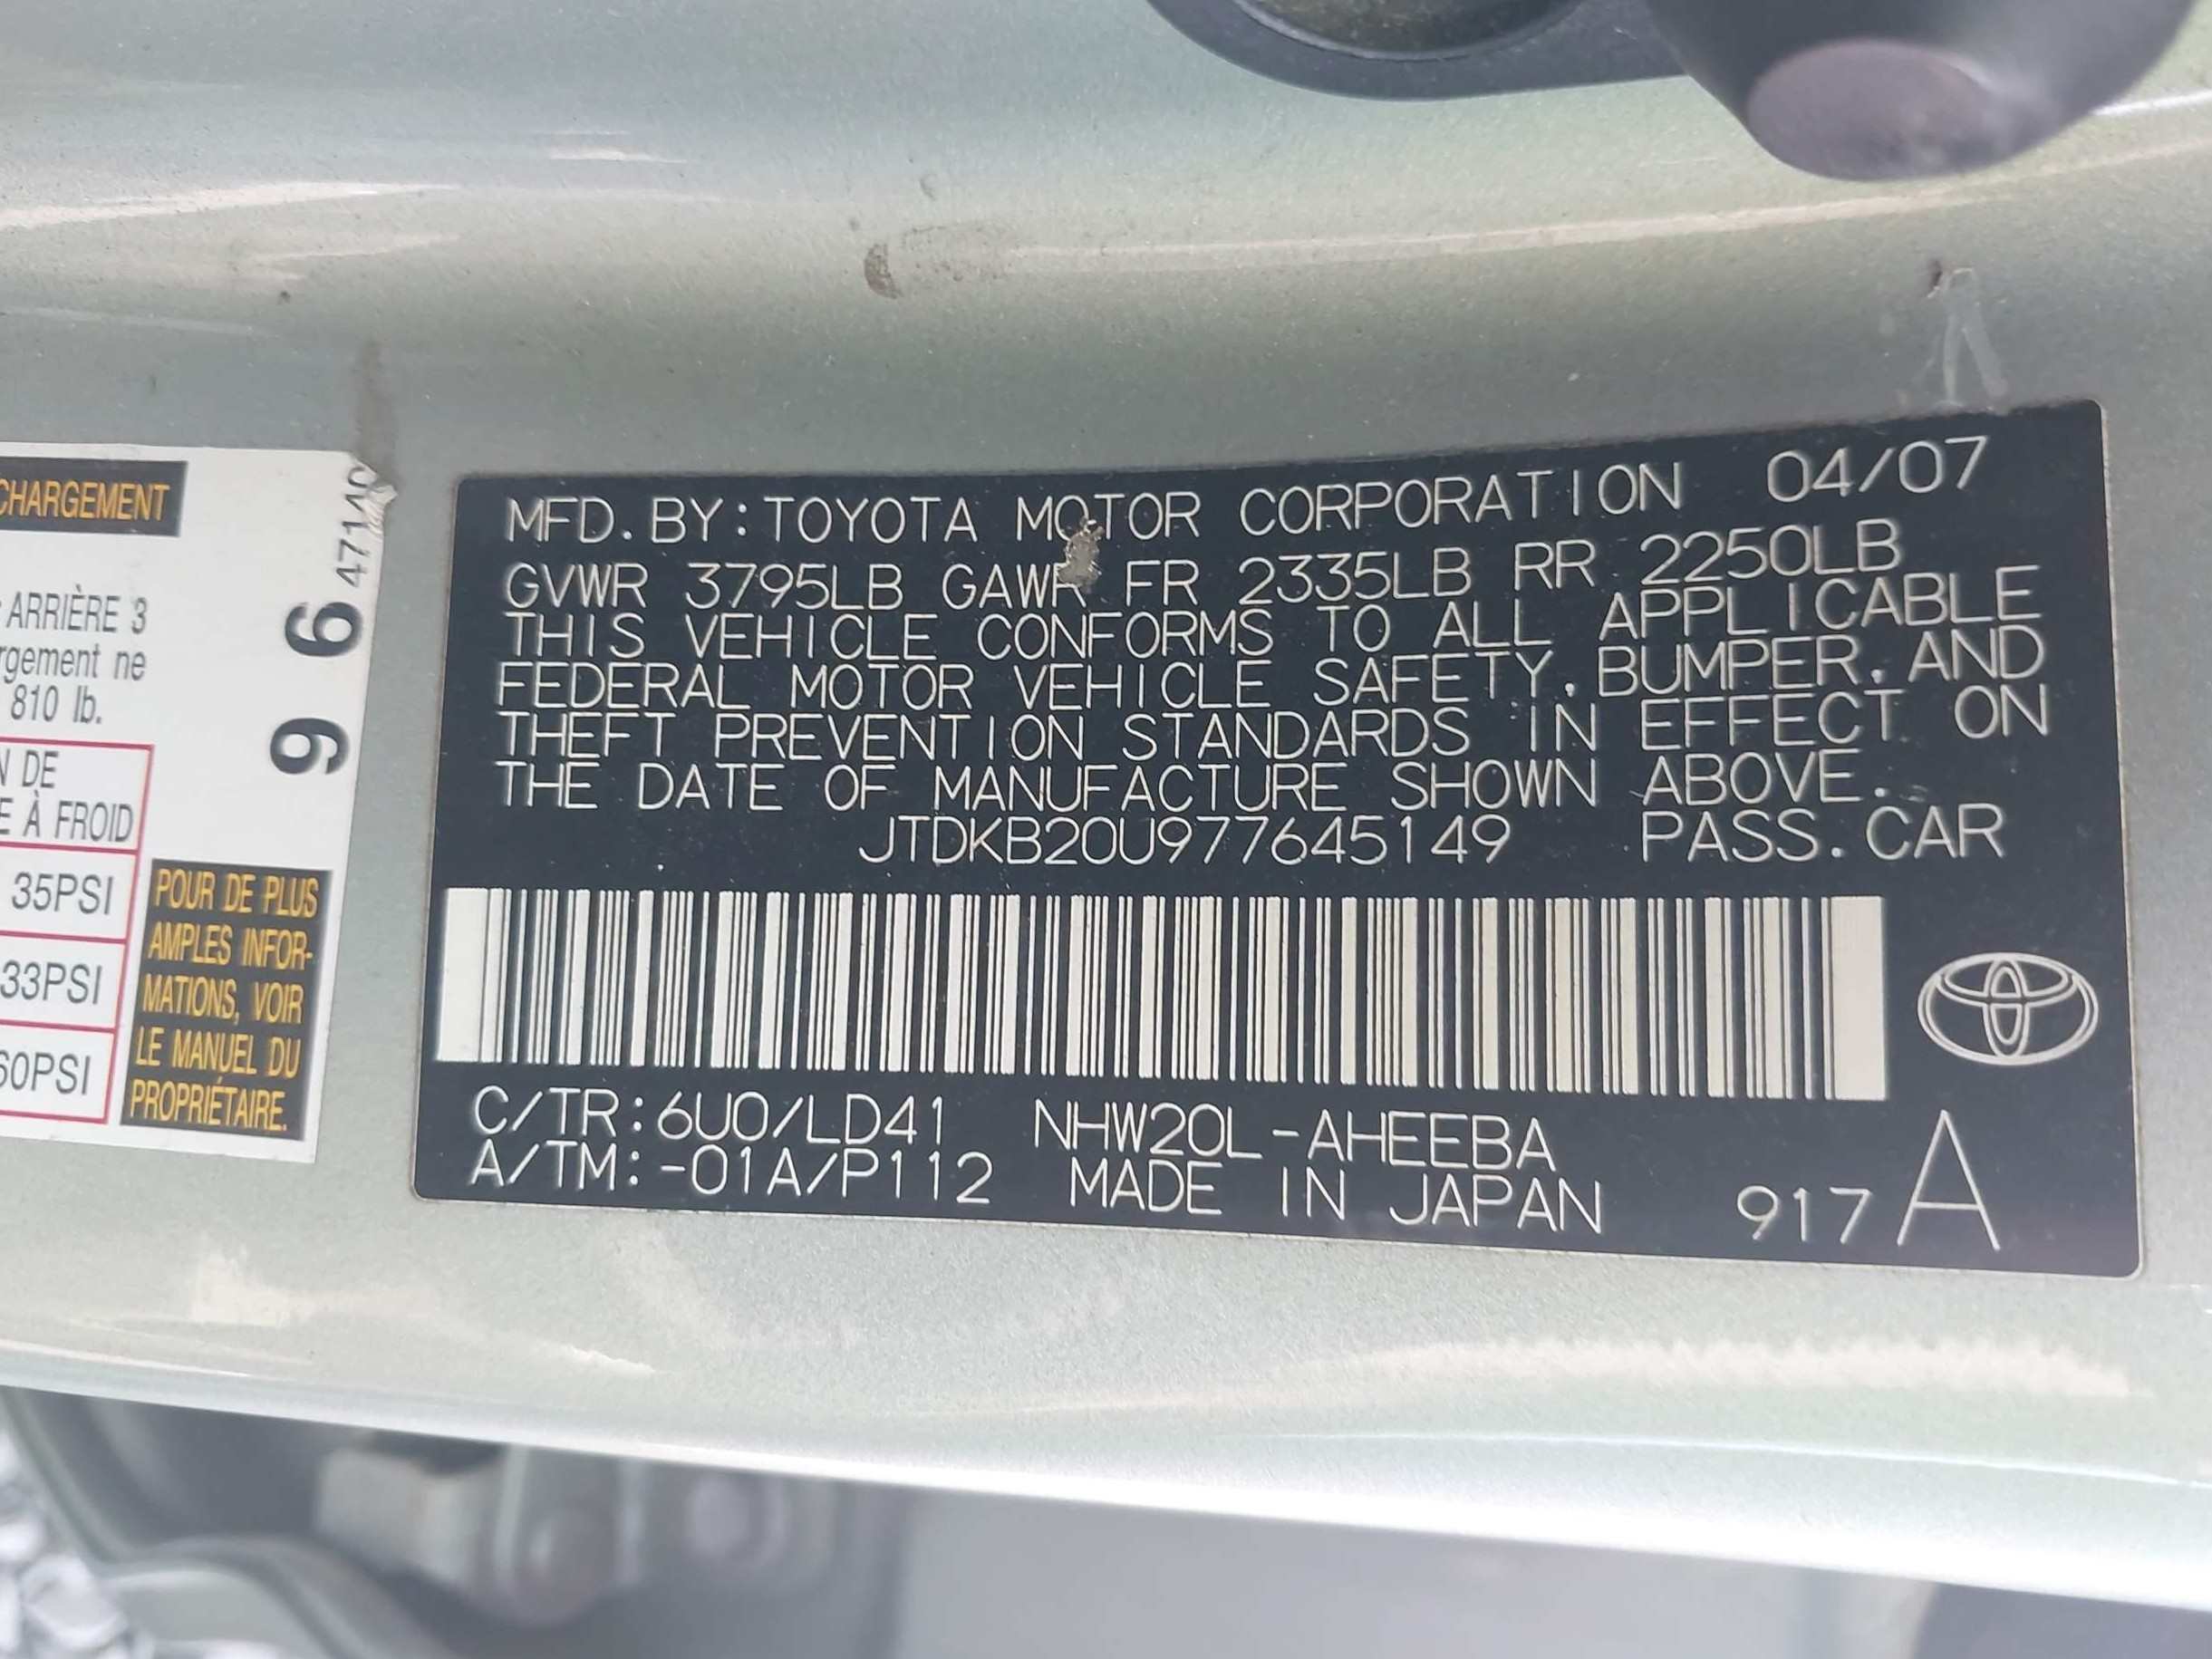 CHARGEMENT
ARRIÈRE 3
ne
810 lb.
DE
À FROID
35PSI
33PSI
60PSI
47140
9 6
POUR DE PLUS
AMPLES INFOR-
MATIONS, VOIR
LE MANUEL DU
PROPRIÉTAIRE.
MFD. BY: TOYOTA MOTOR CORPORATION 04/07
GVWR 3795LB GAWR FR 2335LB RR 2250LB
THIS VEHICLE CONFORMS TO ALL APPLICABLE
FEDERAL MOTOR VEHICLE SAFETY, BUMPER, AND
THEFT PREVENTION STANDARDS IN EFFECT ON
THE DATE OF MANUFACTURE SHOWN ABOVE.
JTDKB20U977645149 PASS. CAR
C/TR: 6U0/LD41 NHW20L-AHEEBA
A/TM: -01A/P112 MADE IN JAPAN 917 A